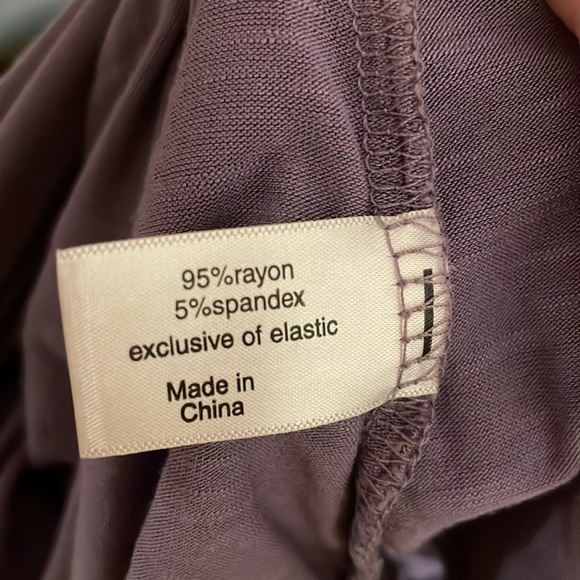 95%rayon
5%spandex
exclusive of elastic
Made in
China